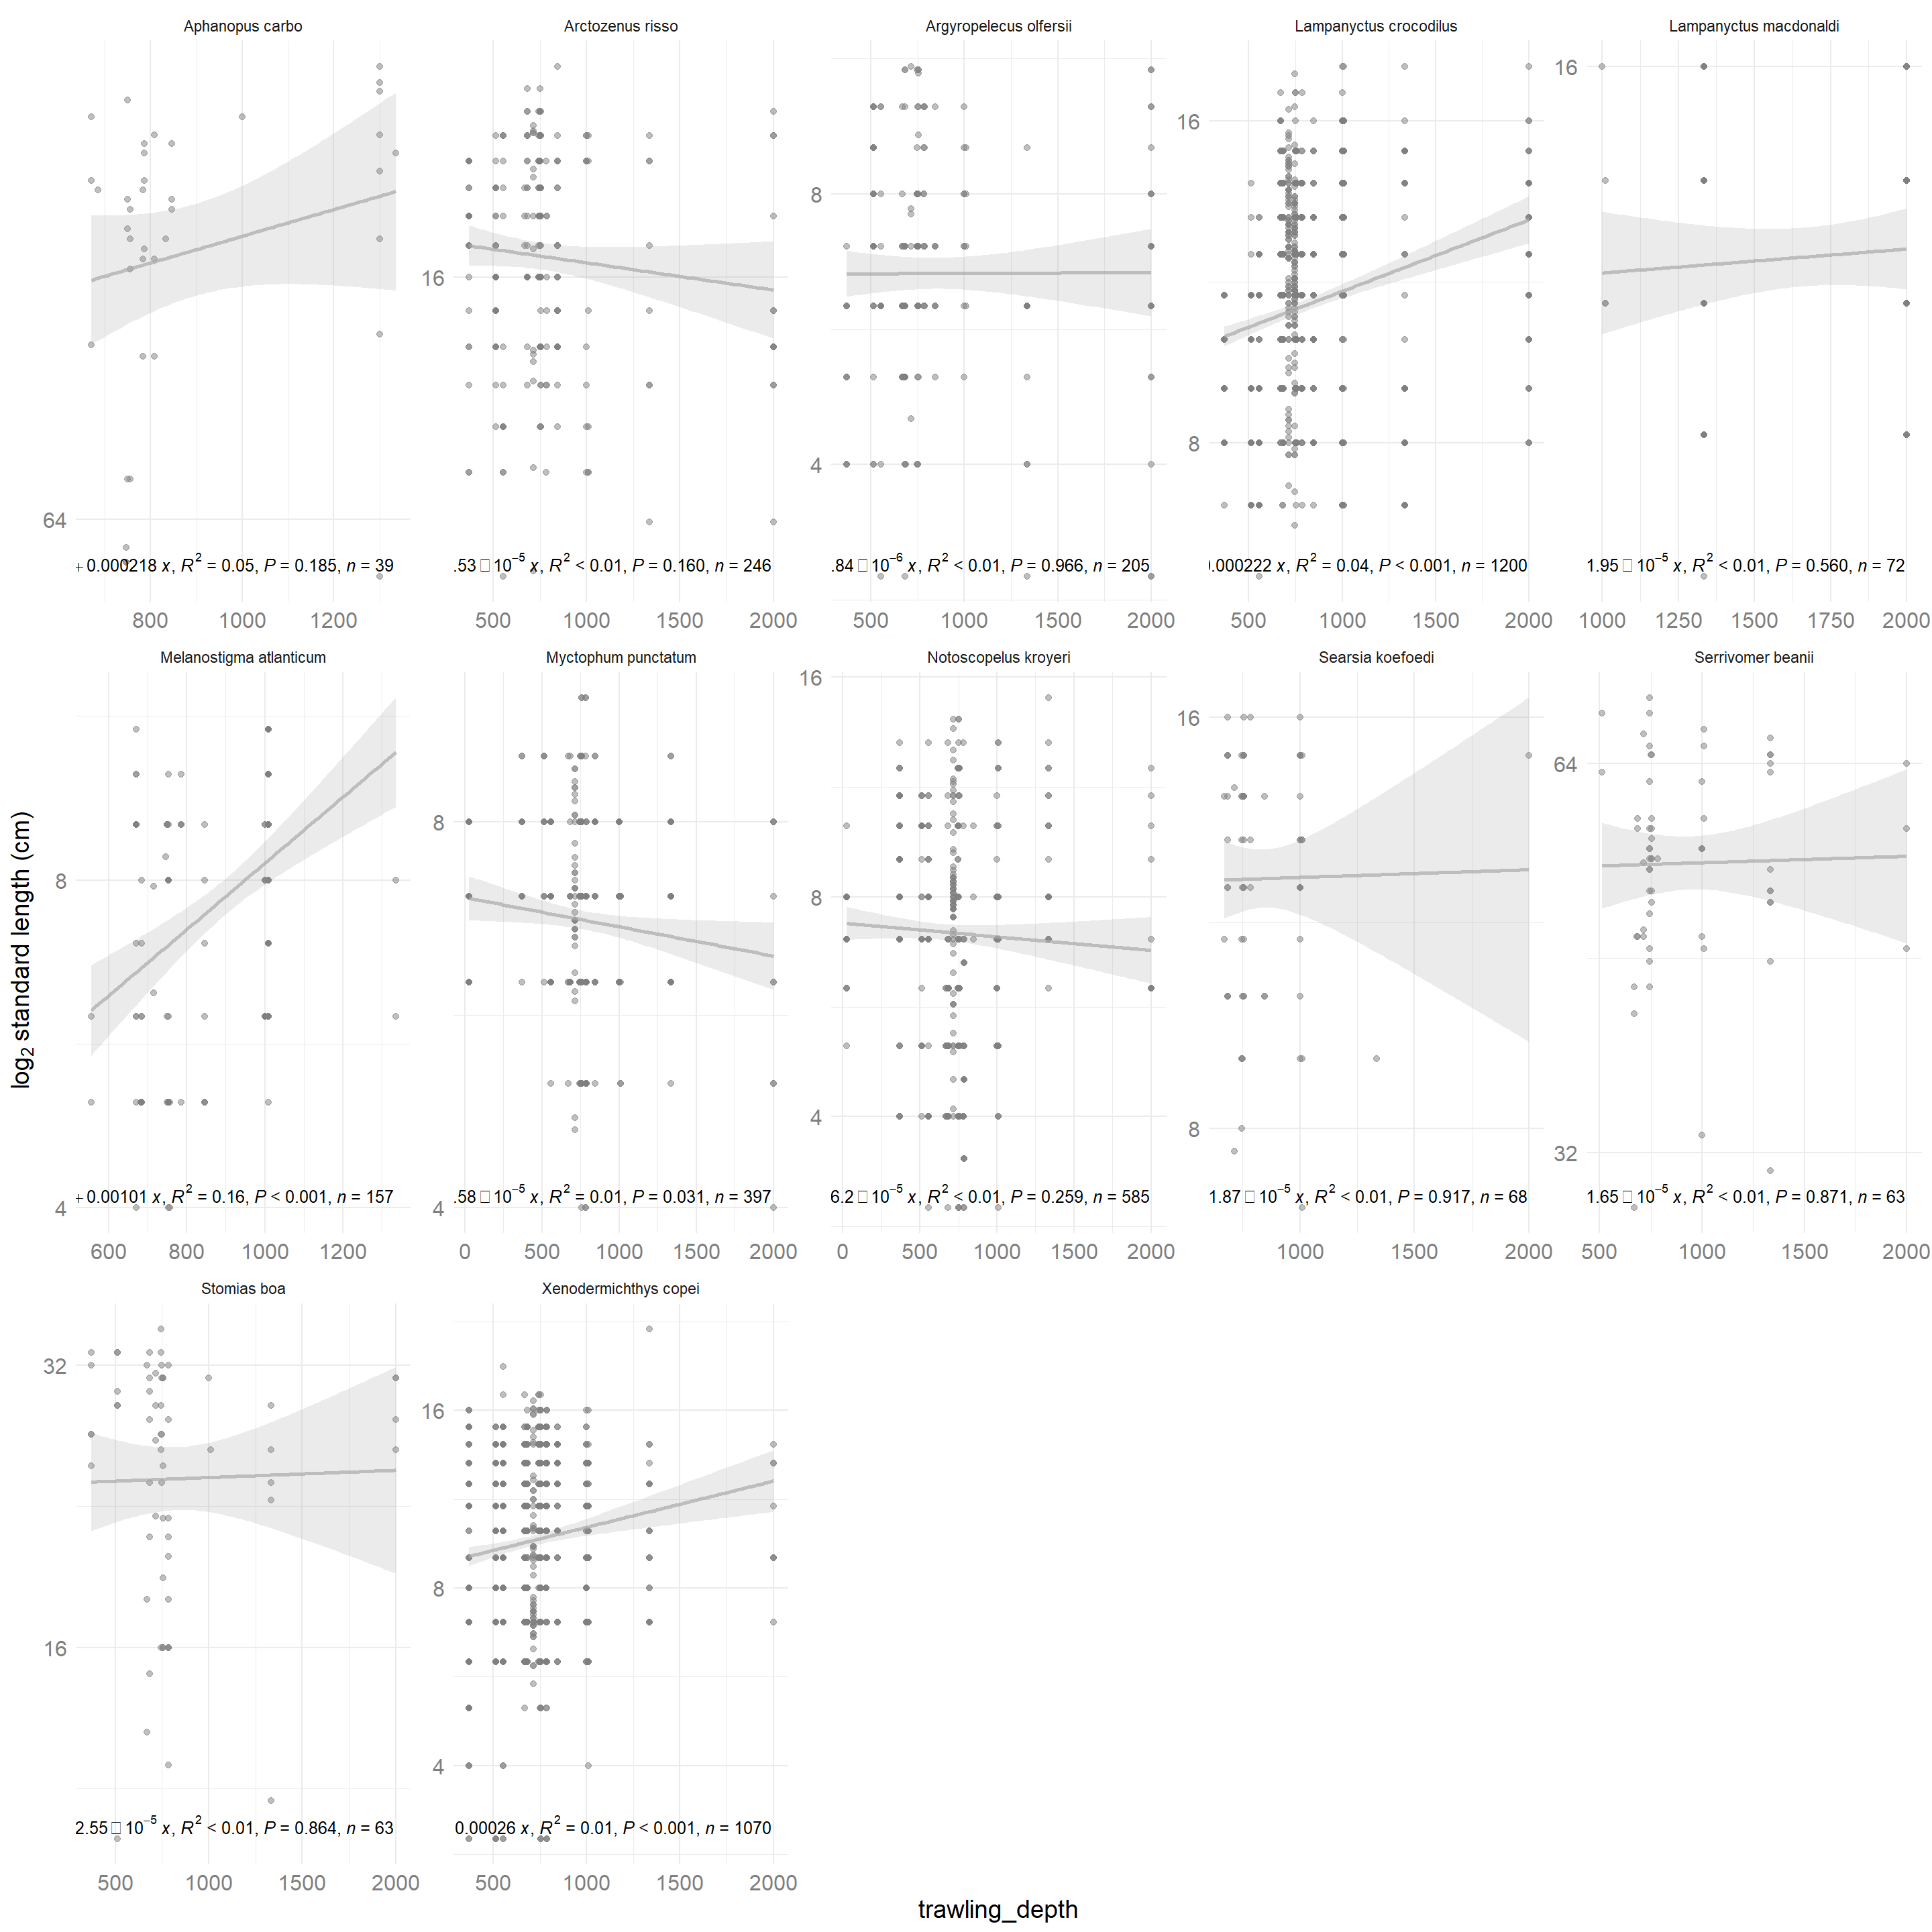 Aphanopus carbo
Arctozenus risso
Argyropelecus olfersii
Lampanyctus crocodilus
Lampanyctus macdonaldi
64
+ 0.000218 x, R² = 0.05, P = 0.185, n = 39
800 1000 1200
16
.53 □ 10⁻⁵ x, R² < 0.01, P = 0.160, n = 246
500 1000 1500 2000
8
4
.84 □ 10⁻⁶ x, R² < 0.01, P = 0.966, n = 205
500 1000 1500 2000
16
8
0.000222 x, R² = 0.04, P < 0.001, n = 1200
500 1000 1500 2000
16
1.95 □ 10⁻⁵ x, R² < 0.01, P = 0.560, n = 72
1000 1250 1500 1750 2000
Melanostigma atlanticum
Myctophum punctatum
Notoscopelus kroyeri
Searsia koefoedi
Serrivomer beanii
8
4
+ 0.00101 x, R² = 0.16, P < 0.001, n = 157
600 800 1000 1200
8
4
.58 □ 10⁻⁵ x, R² = 0.01, P = 0.031, n = 397
0 500 1000 1500 2000
16
8
4
6.2 □ 10⁻⁵ x, R² < 0.01, P = 0.259, n = 585
0 500 1000 1500 2000
16
8
1.87 □ 10⁻⁵ x, R² < 0.01, P = 0.917, n = 68
1000 1500 2000
64
32
1.65 □ 10⁻⁵ x, R² < 0.01, P = 0.871, n = 63
500 1000 1500 2000
Stomias boa
Xenodermichthys copei
32
16
2.55 □ 10⁻⁵ x, R² < 0.01, P = 0.864, n = 63
500 1000 1500 2000
16
8
4
0.00026 x, R² = 0.01, P < 0.001, n = 1070
500 1000 1500 2000
log₂ standard length (cm)
trawling_depth